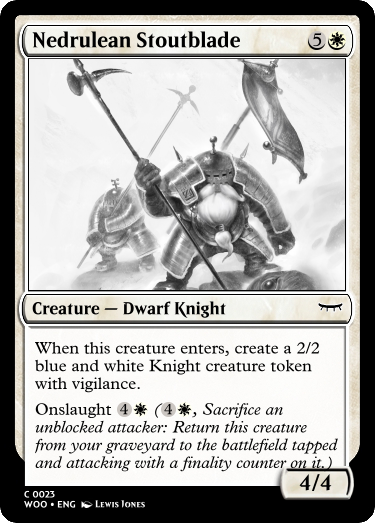 Nedrulean Stoutblade 5
Creature — Dwarf Knight
When this creature enters, create a 2/2
blue and white Knight creature token
with vigilance.
Onslaught 4 (4, Sacrifice an
unblocked attacker: Return this creature
from your graveyard to the battlefield tapped
and attacking with a finality counter on it.)
4/4
C 0023
WOO • ENG Lewis Jones